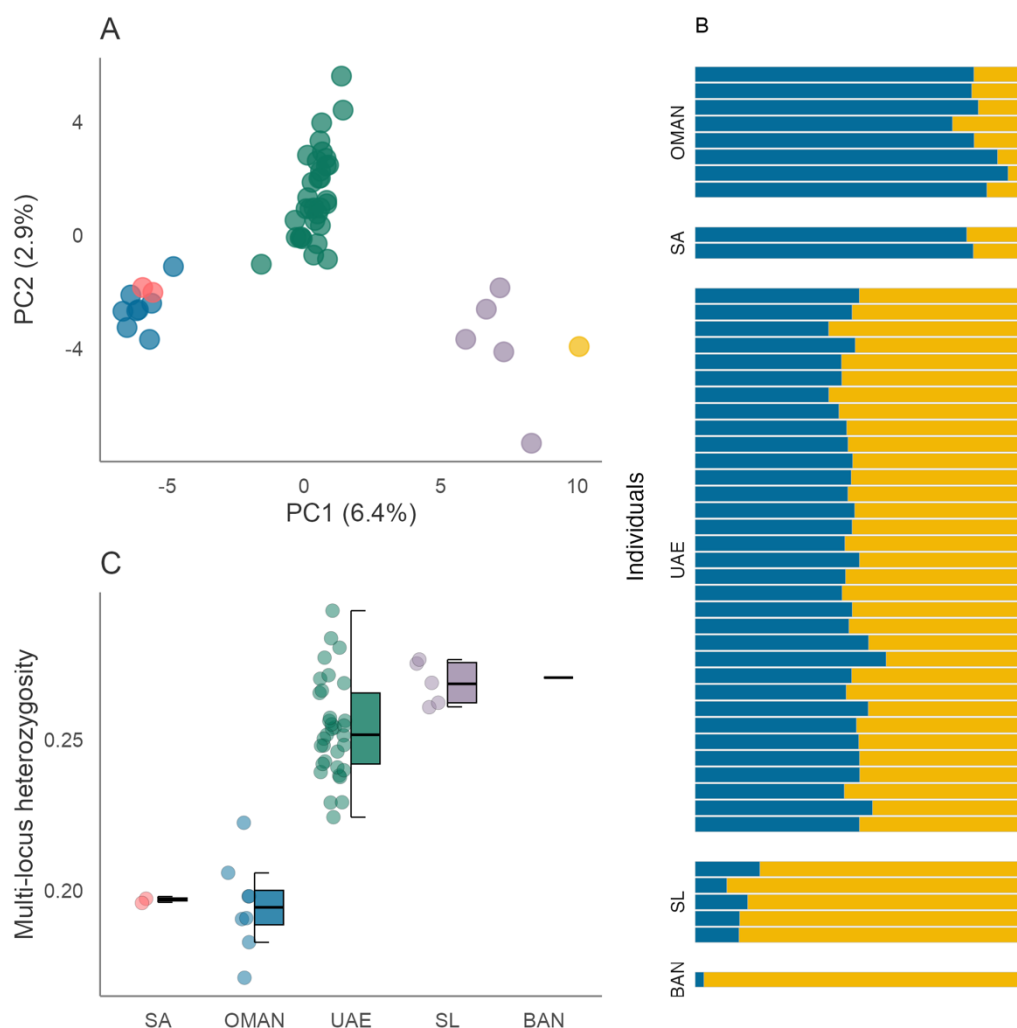 A
PC2 (2.9%)
4
0
-4
-5
0
5
10
PC1 (6.4%)
B
Individuals
OMAN
SA
UAE
SL
BAN
C
Multi-locus heterozygosity
0.25
0.20
SA
OMAN
UAE
SL
BAN